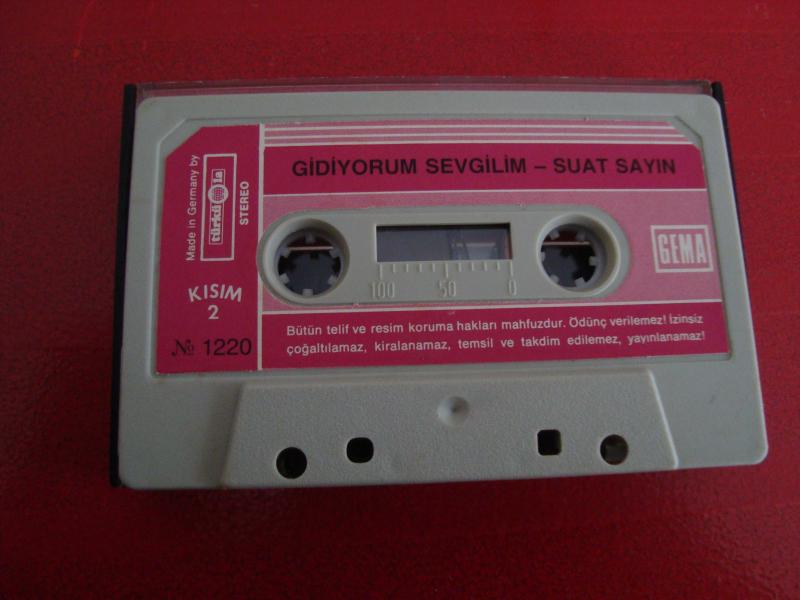 GİDİYORUM SEVGİLİM – SUAT SAYIN
Made in Germany by
türküola
STEREO
GEMA
KISIM
2
№ 1220
100 50 0
Bütün telif ve resim koruma hakları mahfuzdur. Ödünç verilemez! İzinsiz
çoğaltılamaz, kiralanamaz, temsil ve takdim edilemez, yayınlanamaz!